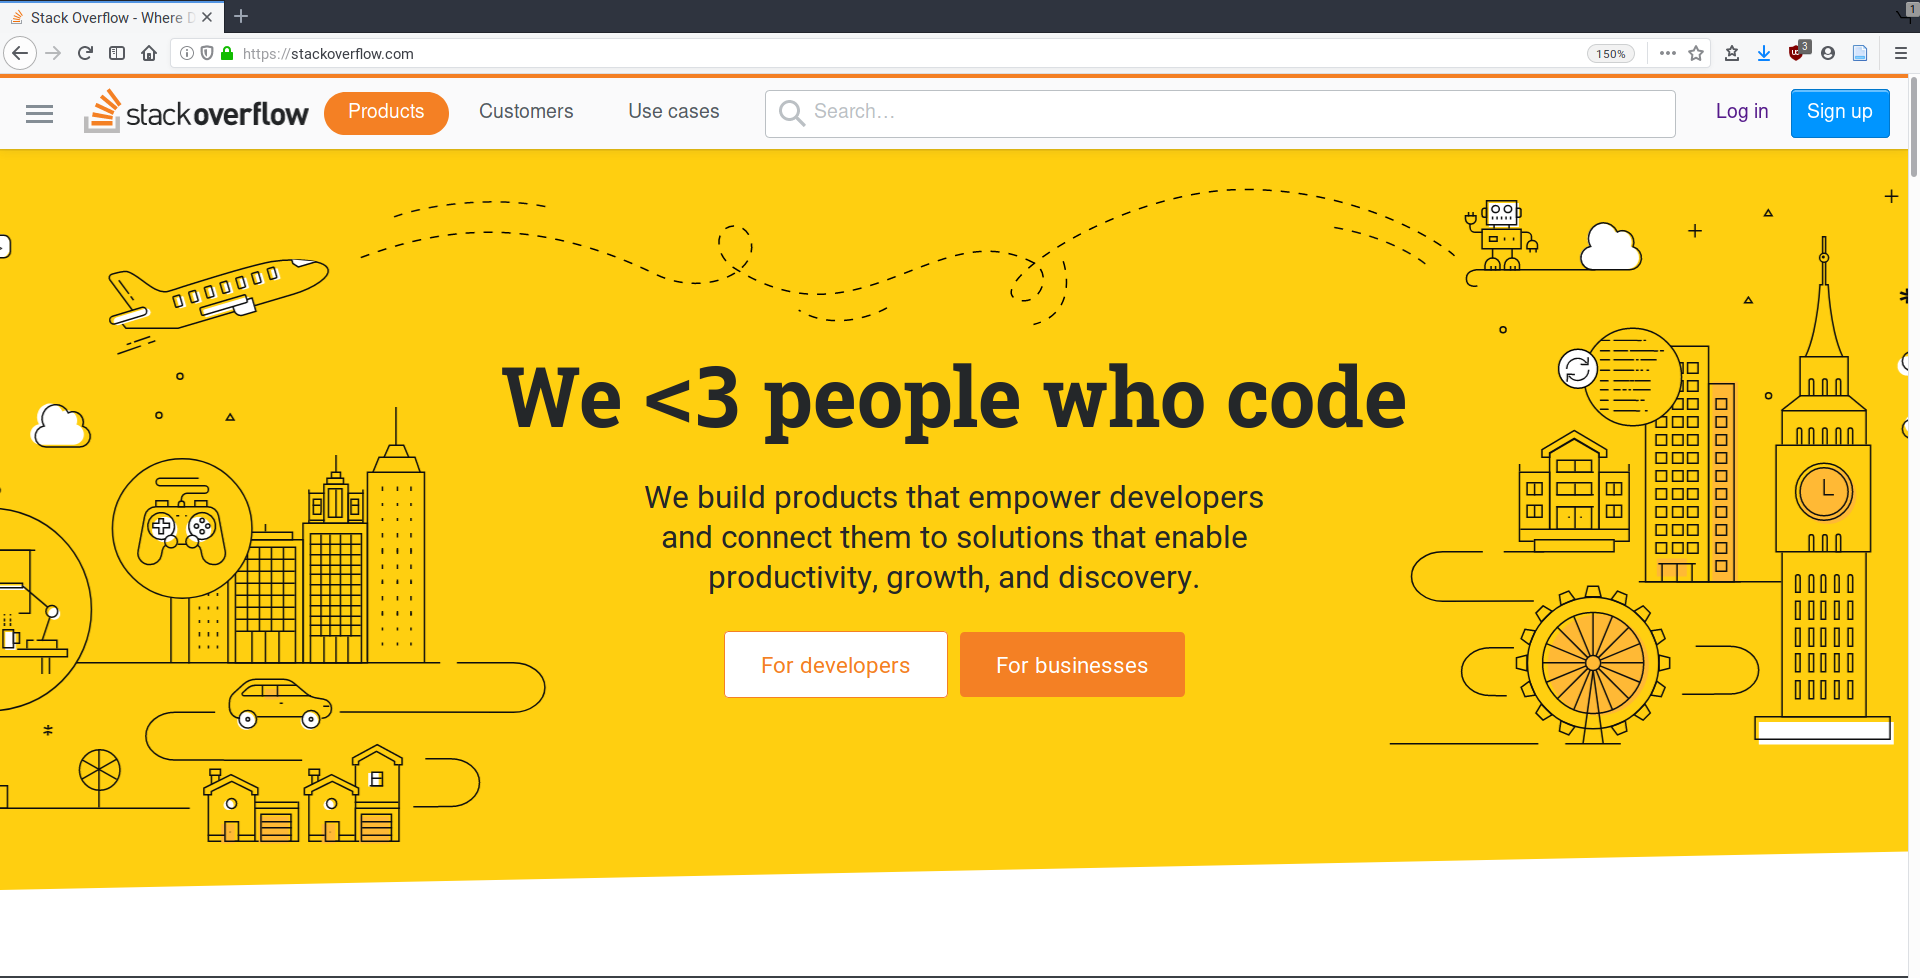 Stack Overflow - Where D
1
https://stackoverflow.com
150%
3
stackoverflow
Products
Customers
Use cases
Search...
Log in
Sign up
We <3 people who code
We build products that empower developers
and connect them to solutions that enable
productivity, growth, and discovery.
For developers
For businesses